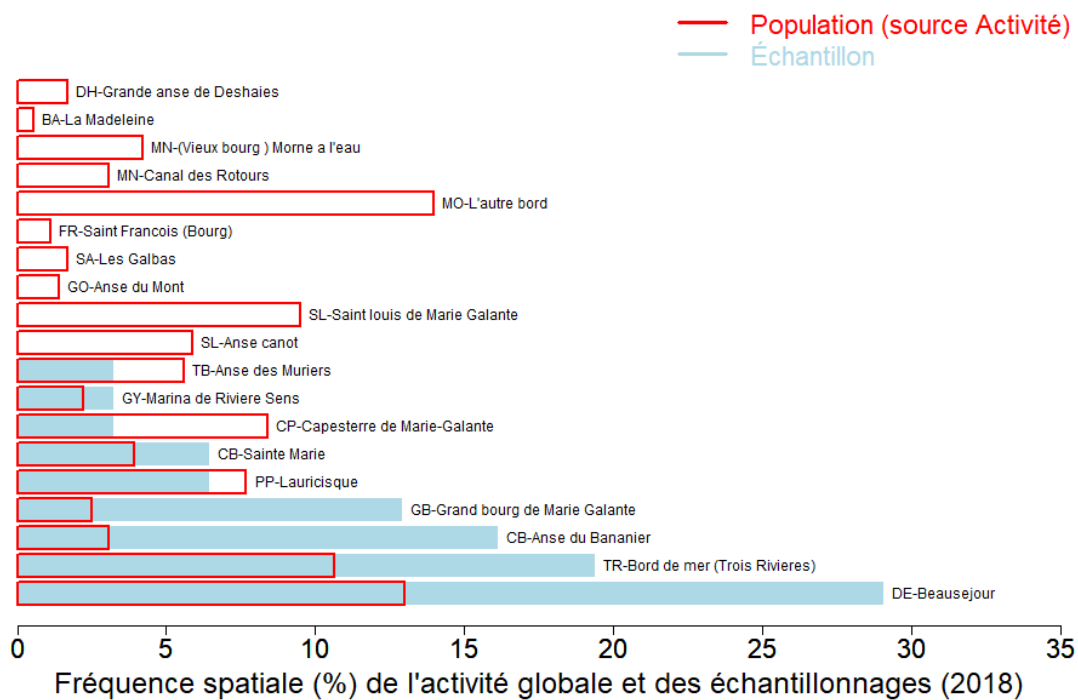 Population (source Activité)
Échantillon
DH-Grande anse de Deshaies
BA-La Madeleine
MN-(Vieux bourg ) Morne a l'eau
MN-Canal des Rotours
MO-L'autre bord
FR-Saint Francois (Bourg)
SA-Les Galbas
GO-Anse du Mont
SL-Saint louis de Marie Galante
SL-Anse canot
TB-Anse des Muriers
GY-Marina de Riviere Sens
CP-Capesterre de Marie-Galante
CB-Sainte Marie
PP-Lauricisque
GB-Grand bourg de Marie Galante
CB-Anse du Bananier
TR-Bord de mer (Trois Rivieres)
DE-Beausejour
0 5 10 15 20 25 30 35
Fréquence spatiale (%) de l'activité globale et des échantillonnages (2018)